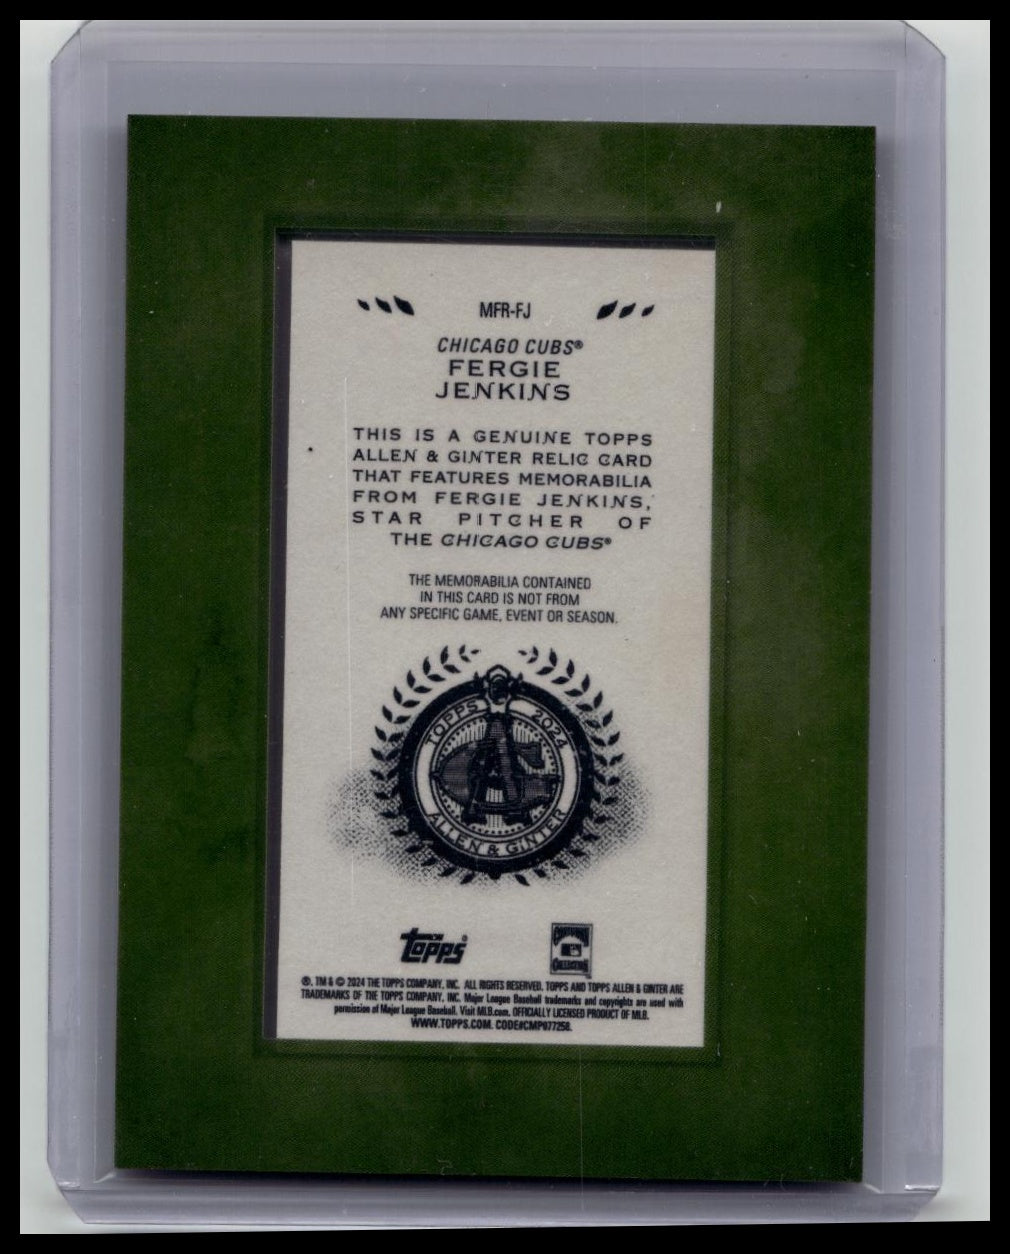 MFR-FJ
CHICAGO CUBS®
FERGIE
JENKINS
THIS IS A GENUINE TOPPS
ALLEN & GINTER RELIC CARD
THAT FEATURES MEMORABILIA
FROM FERGIE JENKINS,
STAR PITCHER OF
THE CHICAGO CUBS®
THE MEMORABILIA CONTAINED
IN THIS CARD IS NOT FROM
ANY SPECIFIC GAME, EVENT OR SEASON.
TOPPS 2024
ALLEN & GINTER
Topps®
COOPERSTOWN
COLLECTION
®, TM & © 2024 THE TOPPS COMPANY, INC. ALL RIGHTS RESERVED. TOPPS AND TOPPS ALLEN & GINTER ARE
TRADEMARKS OF THE TOPPS COMPANY, INC. Major League Baseball trademarks and copyrights are used with
permission of Major League Baseball. Visit MLB.com. OFFICIALLY LICENSED PRODUCT OF MLB.
WWW.TOPPS.COM. CODE#CMP077258.